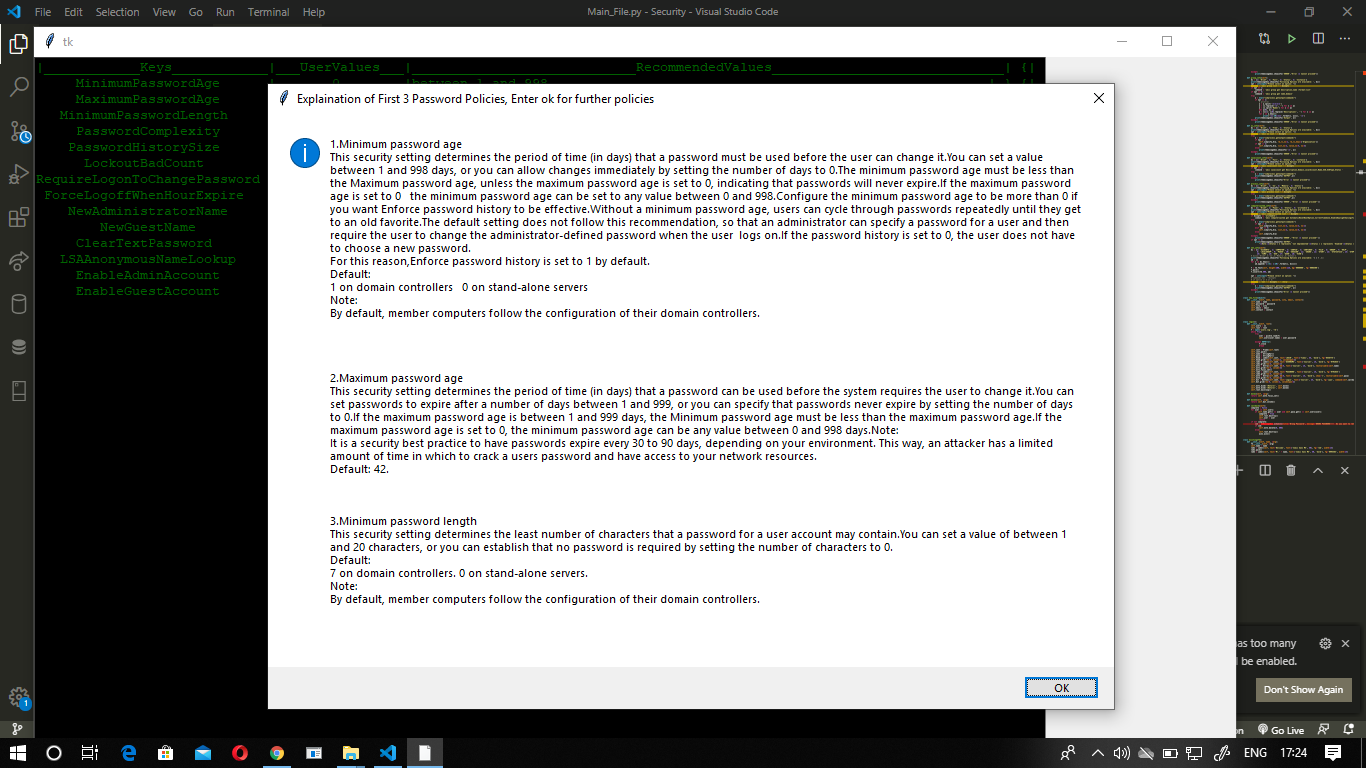 File Edit Selection View Go Run Terminal Help
Main_File.py - Security - Visual Studio Code
tk
|____________Keys____________|___UserValues___|____________________________RecommendedValues_____________________________| {|
MinimumPasswordAge
MaximumPasswordAge
MinimumPasswordLength
PasswordComplexity
PasswordHistorySize
LockoutBadCount
RequireLogonToChangePassword
ForceLogoffWhenHourExpire
NewAdministratorName
NewGuestName
ClearTextPassword
LSAAnonymousNameLookup
EnableAdminAccount
EnableGuestAccount
Explaination of First 3 Password Policies, Enter ok for further policies
1.Minimum password age
This security setting determines the period of time (in days) that a password must be used before the user can change it.You can set a value
between 1 and 998 days, or you can allow changes immediately by setting the number of days to 0.The minimum password age must be less than
the Maximum password age, unless the maximum password age is set to 0, indicating that passwords will never expire.If the maximum password
age is set to 0   the minimum password age can be set to any value between 0 and 998.Configure the minimum password age to be more than 0 if
you want Enforce password history to be effective.Without a minimum password age, users can cycle through passwords repeatedly until they get
to an old favorite.The default setting does not follow this recommendation, so that an administrator can specify a password for a user and then
require the user to change the administrator-defined password when the user  logs on.If the password history is set to 0, the user does not have
to choose a new password.
For this reason,Enforce password history is set to 1 by default.
Default:
1 on domain controllers   0 on stand-alone servers
Note:
By default, member computers follow the configuration of their domain controllers.
2.Maximum password age
This security setting determines the period of time (in days) that a password can be used before the system requires the user to change it.You can
set passwords to expire after a number of days between 1 and 999, or you can specify that passwords never expire by setting the number of days
to 0.If the maximum password age is between 1 and 999 days, the Minimum password age must be less than the maximum password age.If the
maximum password age is set to 0, the minimum password age can be any value between 0 and 998 days.Note:
It is a security best practice to have passwords.expire every 30 to 90 days, depending on your environment. This way, an attacker has a limited
amount of time in which to crack a users password and have access to your network resources.
Default: 42.
3.Minimum password length
This security setting determines the least number of characters that a password for a user account may contain.You can set a value of between 1
and 20 characters, or you can establish that no password is required by setting the number of characters to 0.
Default:
7 on domain controllers. 0 on stand-alone servers.
Note:
By default, member computers follow the configuration of their domain controllers.
OK
as too many
be enabled.
Don't Show Again
Go Live
1
ENG 17:24